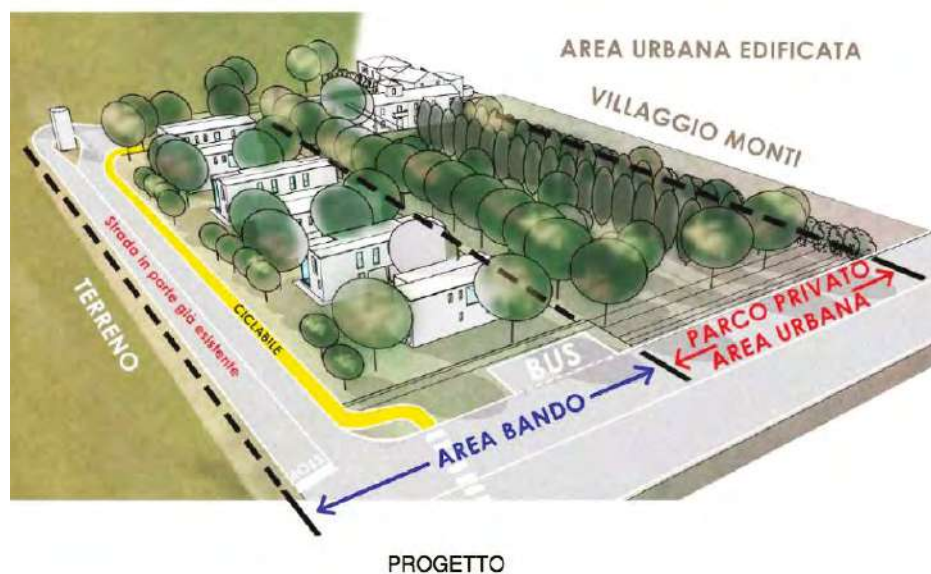 AREA URBANA EDIFICATA
VILLAGGIO MONTI
TERRENO
Strada in parte già esistente
CICLABILE
BUS
PARCO PRIVATO
AREA URBANA
AREA BANDO
STOP
PROGETTO